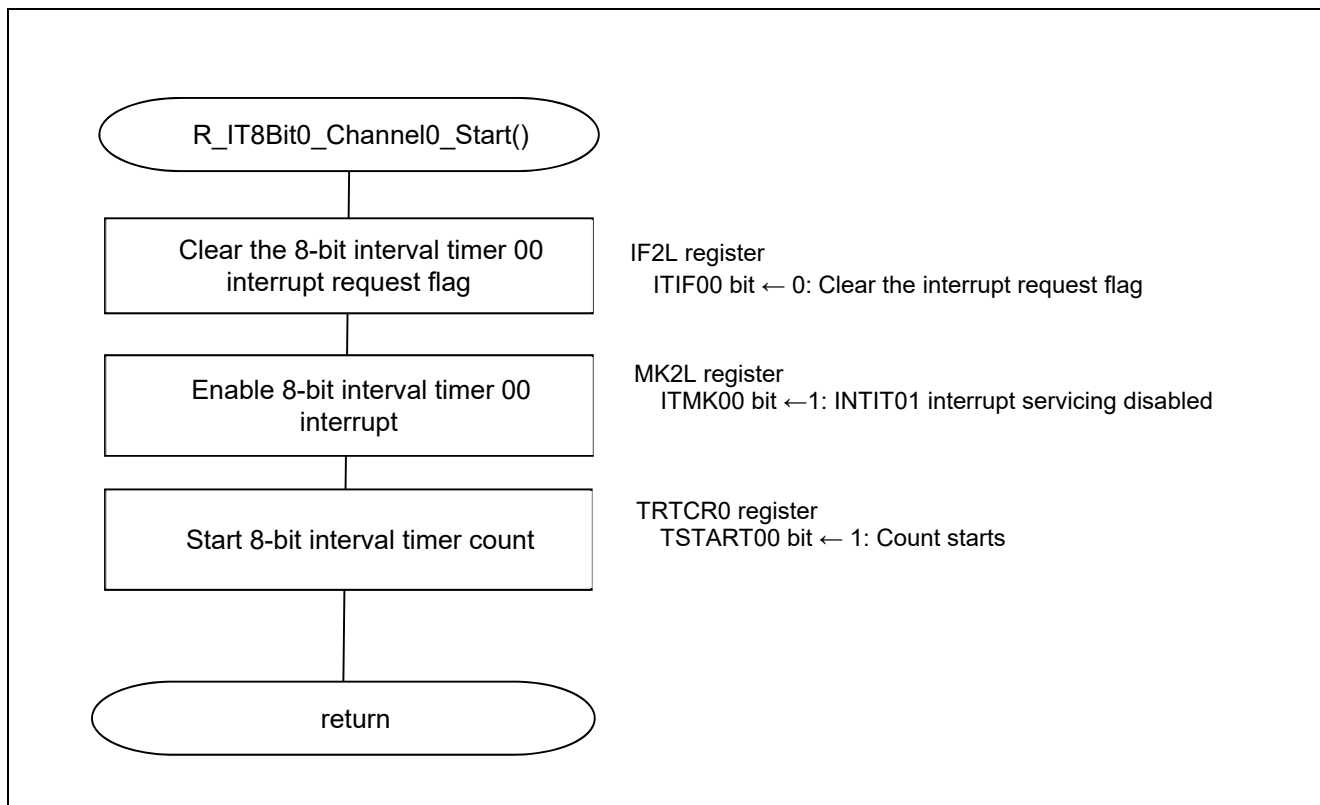 R_IT8Bit0_Channel0_Start()
Clear the 8-bit interval timer 00
interrupt request flag
IF2L register
ITIF00 bit ← 0: Clear the interrupt request flag
Enable 8-bit interval timer 00
interrupt
MK2L register
ITMK00 bit ←1: INTIT01 interrupt servicing disabled
Start 8-bit interval timer count
TRTCR0 register
TSTART00 bit ← 1: Count starts
return